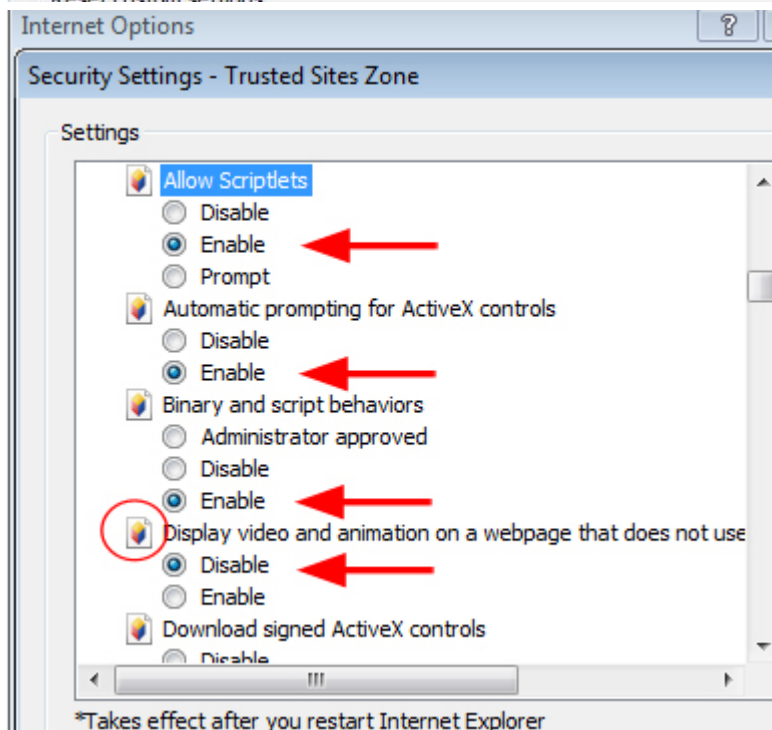 Internet Options
?
Security Settings - Trusted Sites Zone
Settings
Allow Scriptlets
Disable
Enable
Prompt
Automatic prompting for ActiveX controls
Disable
Enable
Binary and script behaviors
Administrator approved
Disable
Enable
Display video and animation on a webpage that does not use
Disable
Enable
Download signed ActiveX controls
Disable
*Takes effect after you restart Internet Explorer